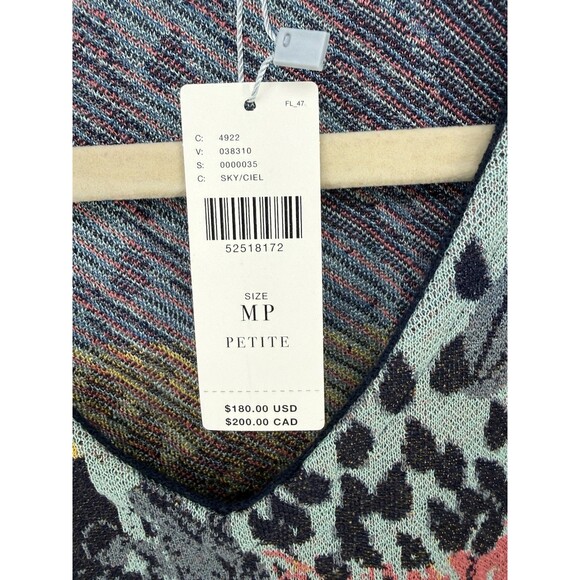 FL_47.
C: 4922
V: 038310
S: 0000035
C: SKY/CIEL
52518172
SIZE
MP
PETITE
$180.00 USD
$200.00 CAD